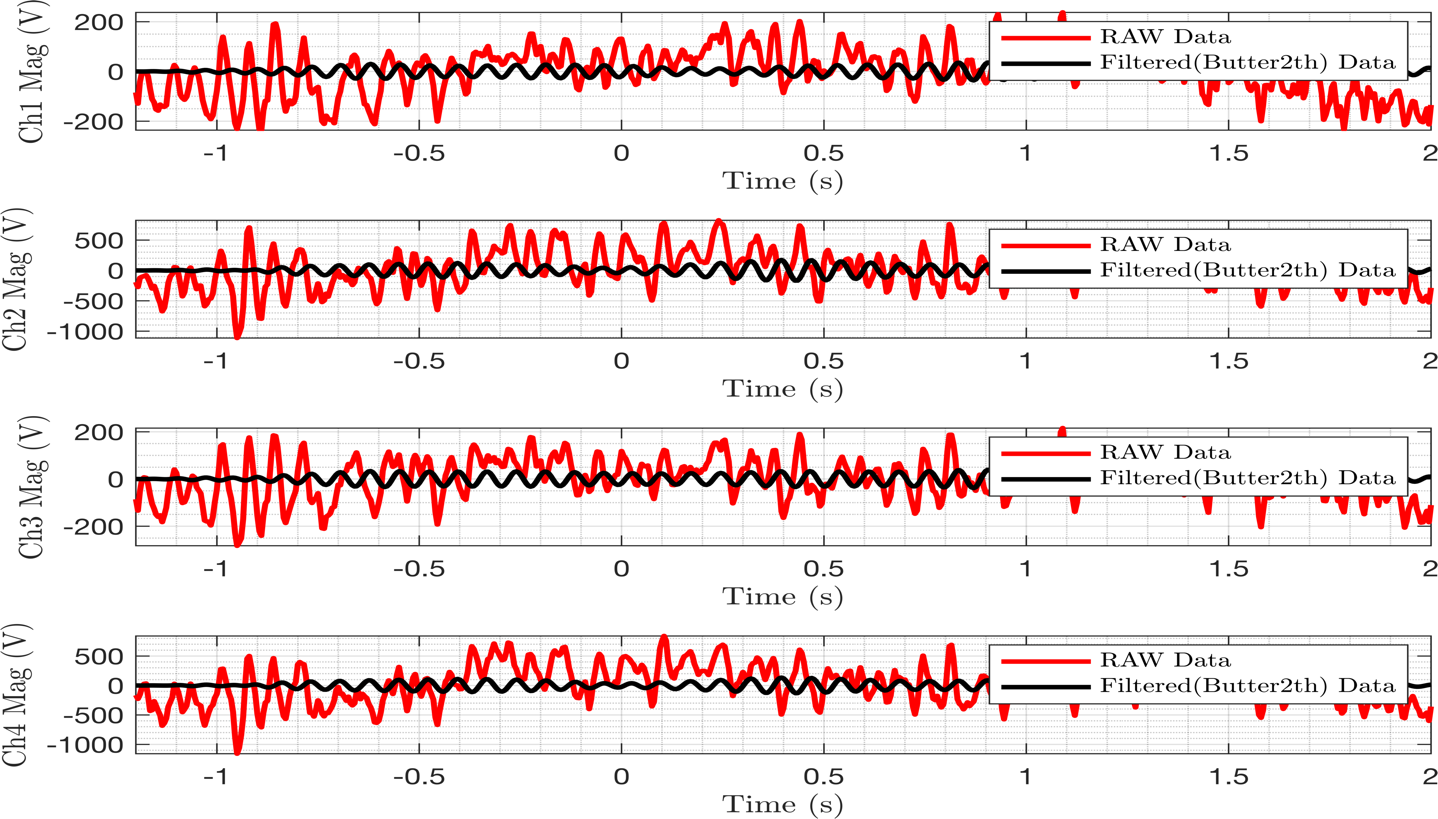 Ch1 Mag (V)
200
0
-200
RAW Data
Filtered(Butter2th) Data
-1 -0.5 0 0.5 1 1.5 2
Time (s)
Ch2 Mag (V)
500
0
-500
-1000
RAW Data
Filtered(Butter2th) Data
-1 -0.5 0 0.5 1 1.5 2
Time (s)
Ch3 Mag (V)
200
0
-200
RAW Data
Filtered(Butter2th) Data
-1 -0.5 0 0.5 1 1.5 2
Time (s)
Ch4 Mag (V)
500
0
-500
-1000
RAW Data
Filtered(Butter2th) Data
-1 -0.5 0 0.5 1 1.5 2
Time (s)